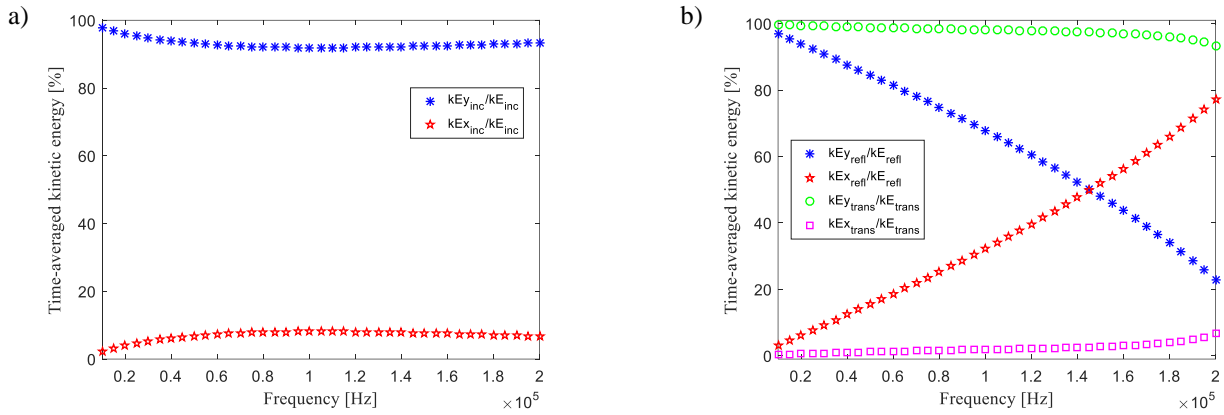 a)
100
80
60
40
20
0
Time-averaged kinetic energy [%]
kEy_inc/kE_inc
kEx_inc/kE_inc
0.2 0.4 0.6 0.8 1 1.2 1.4 1.6 1.8 2
Frequency [Hz]
× 10^5
b)
100
80
60
40
20
0
Time-averaged kinetic energy [%]
kEy_refl/kE_refl
kEx_refl/kE_refl
kEy_trans/kE_trans
kEx_trans/kE_trans
0.2 0.4 0.6 0.8 1 1.2 1.4 1.6 1.8 2
Frequency [Hz]
× 10^5